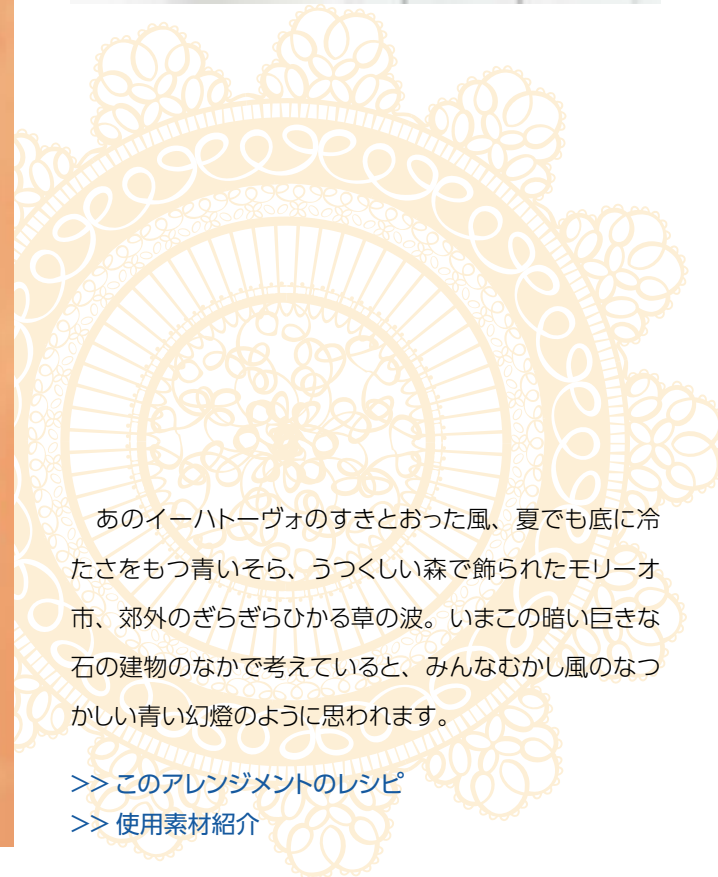 あのイーハトーヴォのすきとおった風、夏でも底に冷
たさをもつ青いそら、うつくしい森で飾られたモリーオ
市、郊外のぎらぎらひかる草の波。いまこの暗い巨きな
石の建物のなかで考えていると、みんなむかし風のなつ
かしい青い幻燈のように思われます。
>> このアレンジメントのレシピ
>> 使用素材紹介